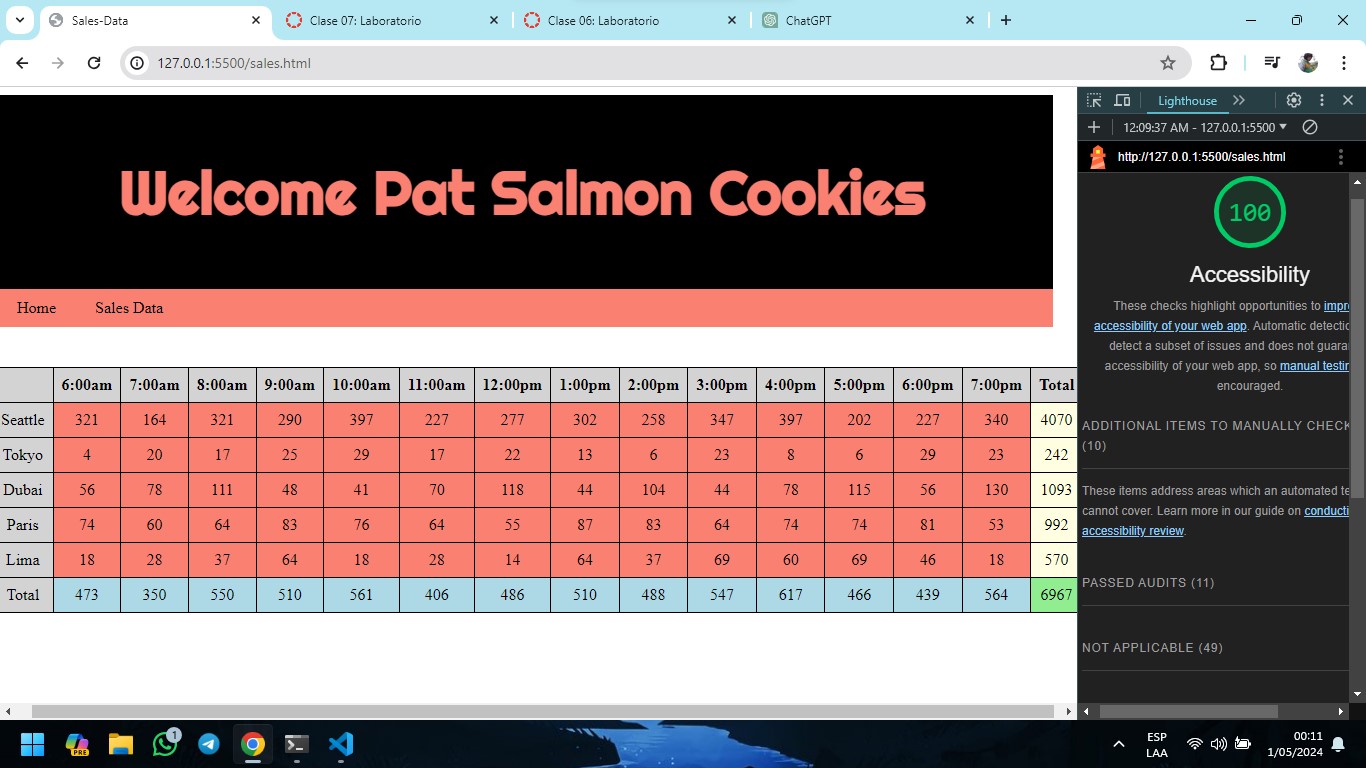 Sales-Data
Clase 07: Laboratorio
Clase 06: Laboratorio
ChatGPT
127.0.0.1:5500/sales.html
Welcome Pat Salmon Cookies
Home Sales Data
6:00am 7:00am 8:00am 9:00am 10:00am 11:00am 12:00pm 1:00pm 2:00pm 3:00pm 4:00pm 5:00pm 6:00pm 7:00pm Total
Seattle 321 164 321 290 397 227 277 302 258 347 397 202 227 340 4070
Tokyo 4 20 17 25 29 17 22 13 6 23 8 6 29 23 242
Dubai 56 78 111 48 41 70 118 44 104 44 78 115 56 130 1093
Paris 74 60 64 83 76 64 55 87 83 64 74 74 81 53 992
Lima 18 28 37 64 18 28 14 64 37 69 60 69 46 18 570
Total 473 350 550 510 561 406 486 510 488 547 617 466 439 564 6967
Lighthouse
12:09:37 AM - 127.0.0.1:5500
http://127.0.0.1:5500/sales.html
100
Accessibility
These checks highlight opportunities to impr
accessibility of your web app. Automatic detectio
detect a subset of issues and does not guara
accessibility of your web app, so manual testin
encouraged.
ADDITIONAL ITEMS TO MANUALLY CHECK
(10)
These items address areas which an automated te
cannot cover. Learn more in our guide on conducti
accessibility review.
PASSED AUDITS (11)
NOT APPLICABLE (49)
PRE
1
ESP
LAA
00:11
1/05/2024